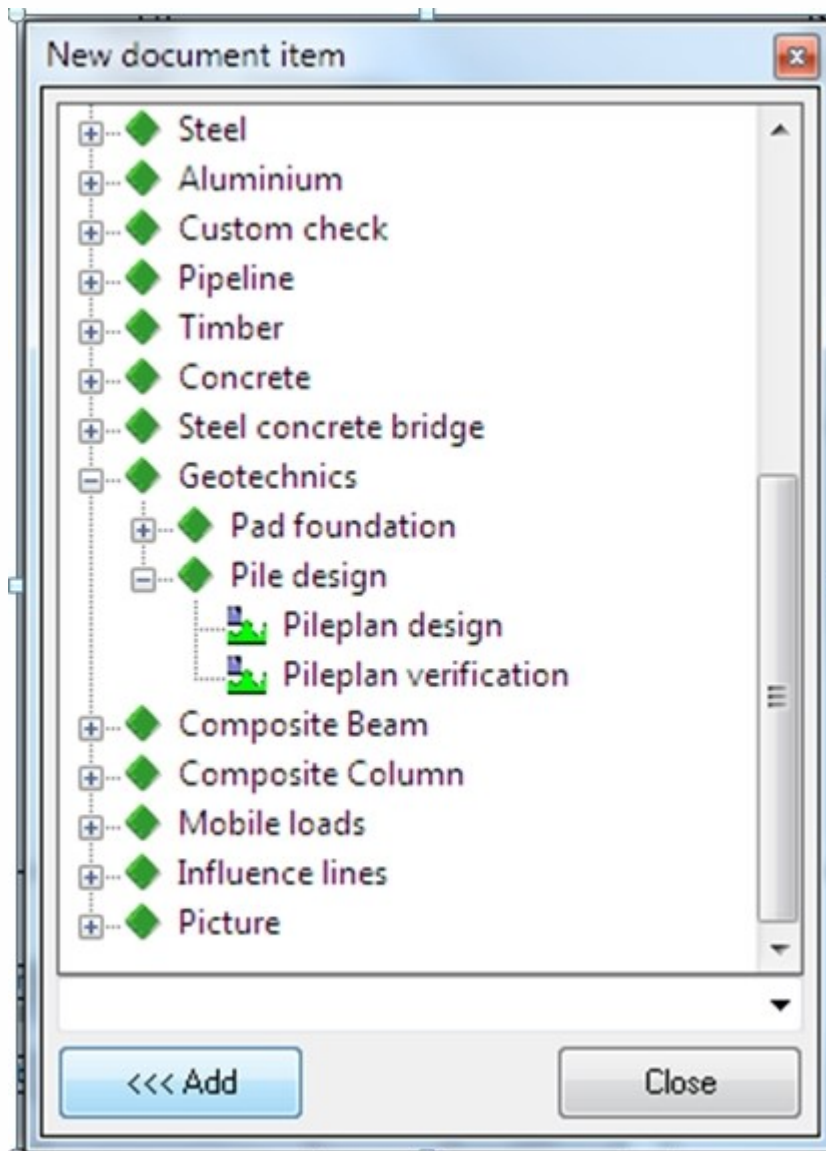 New document item
Steel
Aluminium
Custom check
Pipeline
Timber
Concrete
Steel concrete bridge
Geotechnics
Pad foundation
Pile design
Pileplan design
Pileplan verification
Composite Beam
Composite Column
Mobile loads
Influence lines
Picture
<<< Add Close